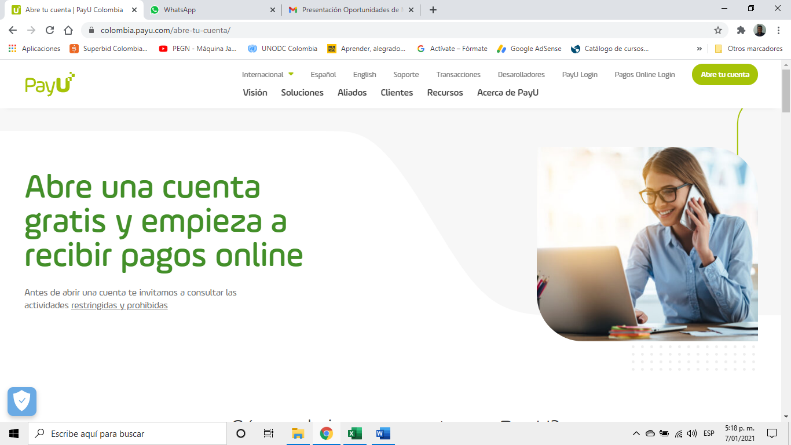 Abre tu cuenta | PayU Colombia
WhatsApp
Presentación Oportunidades de
colombia.payu.com/abre-tu-cuenta/
Aplicaciones
Superbid Colombia...
PEGN - Máquina Ja...
UNODC Colombia
Aprender, alogradо...
Actívate – Fórmate
Google AdSense
Catálogo de cursos...
»
Otros marcadores
PayU
Internacional
Español
English
Soporte
Transacciones
Desarolladores
PayU Login
Pagos Online Login
Abre tu cuenta
Visión
Soluciones
Aliados
Clientes
Recursos
Acerca de PayU
Abre una cuenta
gratis y empieza a
recibir pagos online
Antes de abrir una cuenta te invitamos a consultar las
actividades restringidas y prohibidas
Escribe aquí para buscar
ESP
5:10 p. m.
7/01/2021